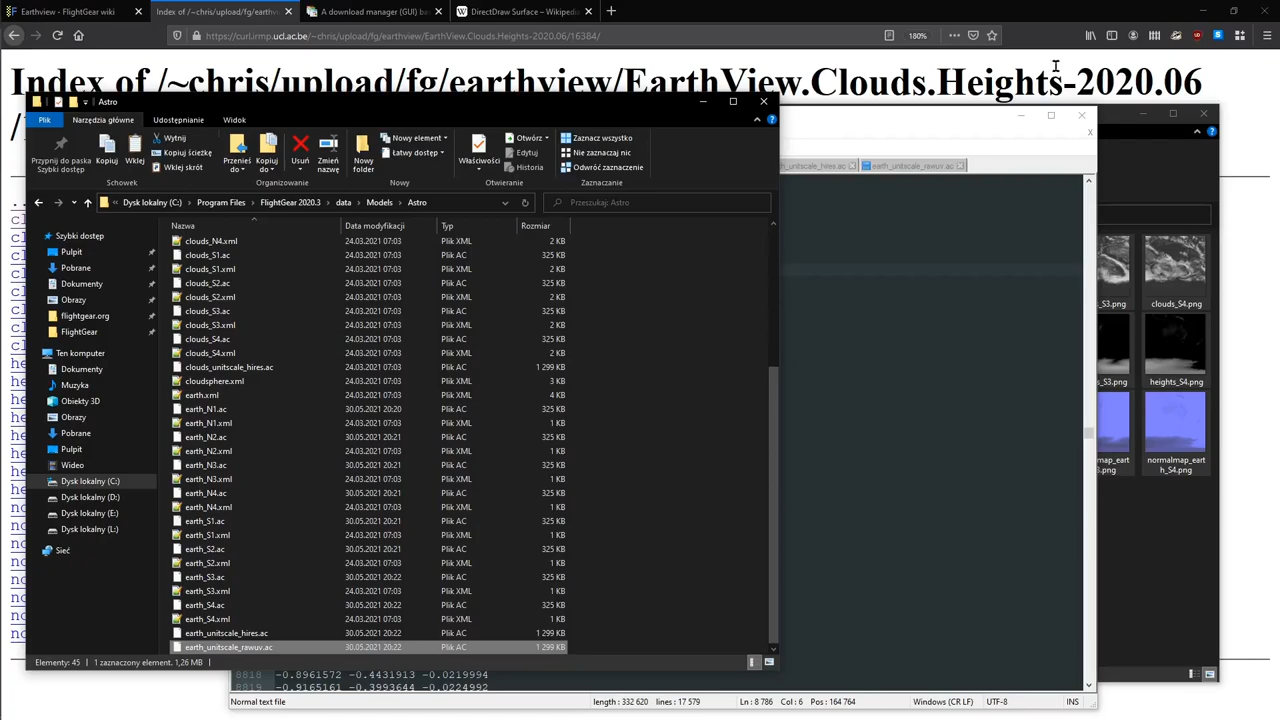 Earthview - FlightGear wiki
Index of /~chris/upload/fg/earthv
A download manager (GUI) bas
DirectDraw Surface – Wikipedi
https://curl.irmp.ucl.ac.be/~chris/upload/fg/earthview/EarthView.Clouds.Heights-2020.06/16384/
180%
Index of /~chris/upload/fg/earthview/EarthView.Clouds.Heights-2020.06
Astro
Plik
Narzędzia główne
Udostępnianie
Widok
Przypnij do paska
Szybki dostęp
Kopiuj
Wklej
Wytnij
Kopiuj ścieżkę
Wklej skrót
Schowek
Przenieś
do
Kopiuj
do
Usuń
Zmień
nazwę
Organizowanie
Nowy
folder
Nowy element
Łatwy dostęp
Nowy
Właściwości
Otwórz
Edytuj
Historia
Otwieranie
Zaznacz wszystko
Nie zaznaczaj nic
Odwróć zaznaczenie
Zaznaczanie
Dysk lokalny (C:) > Program Files > FlightGear 2020.3 > data > Models > Astro
Przeszukaj: Astro
Szybki dostęp
Pulpit
Pobrane
Dokumenty
Obrazy
flightgear.org
FlightGear
Ten komputer
Dokumenty
Muzyka
Obiekty 3D
Obrazy
Pobrane
Pulpit
Wideo
Dysk lokalny (C:)
Dysk lokalny (D:)
Dysk lokalny (E:)
Dysk lokalny (L:)
Sieć
Nazwa Data modyfikacji Typ Rozmiar
clouds_N4.xml 24.03.2021 07:03 Plik XML 2 KB
clouds_S1.ac 24.03.2021 07:03 Plik AC 325 KB
clouds_S1.xml 24.03.2021 07:03 Plik XML 2 KB
clouds_S2.ac 24.03.2021 07:03 Plik AC 325 KB
clouds_S2.xml 24.03.2021 07:03 Plik XML 2 KB
clouds_S3.ac 24.03.2021 07:03 Plik AC 325 KB
clouds_S3.xml 24.03.2021 07:03 Plik XML 2 KB
clouds_S4.ac 24.03.2021 07:03 Plik AC 325 KB
clouds_S4.xml 24.03.2021 07:03 Plik XML 2 KB
clouds_unitscale_hires.ac 24.03.2021 07:03 Plik AC 1 299 KB
cloudsphere.xml 24.03.2021 07:03 Plik XML 3 KB
earth.xml 24.03.2021 07:03 Plik XML 4 KB
earth_N1.ac 30.05.2021 20:20 Plik AC 325 KB
earth_N1.xml 24.03.2021 07:03 Plik XML 1 KB
earth_N2.ac 30.05.2021 20:21 Plik AC 325 KB
earth_N2.xml 24.03.2021 07:03 Plik XML 1 KB
earth_N3.ac 30.05.2021 20:21 Plik AC 325 KB
earth_N3.xml 24.03.2021 07:03 Plik XML 1 KB
earth_N4.ac 30.05.2021 20:21 Plik AC 325 KB
earth_N4.xml 24.03.2021 07:03 Plik XML 1 KB
earth_S1.ac 30.05.2021 20:21 Plik AC 325 KB
earth_S1.xml 24.03.2021 07:03 Plik XML 1 KB
earth_S2.ac 30.05.2021 20:21 Plik AC 325 KB
earth_S2.xml 24.03.2021 07:03 Plik XML 1 KB
earth_S3.ac 30.05.2021 20:22 Plik AC 325 KB
earth_S3.xml 24.03.2021 07:03 Plik XML 1 KB
earth_S4.ac 30.05.2021 20:22 Plik AC 325 KB
earth_S4.xml 24.03.2021 07:03 Plik XML 1 KB
earth_unitscale_hires.ac 30.05.2021 20:22 Plik AC 1 299 KB
earth_unitscale_rawuv.ac 30.05.2021 20:22 Plik AC 1 299 KB
Elementy: 45 1 zaznaczony element. 1,26 MB
h_unitscale_hires.ac
earth_unitscale_rawuv.ac
8818 -0.8961572 -0.4431913 -0.0219994
8819 -0.9165161 -0.3993644 -0.0224992
Normal text file
length : 332 620 lines : 17 579
Ln : 8 786 Col : 6 Pos : 164 764
Windows (CR LF)
UTF-8
INS
_S3.png
clouds_S4.png
s_S3.png
heights_S4.png
map_eart
3.png
normalmap_eart
h_S4.png